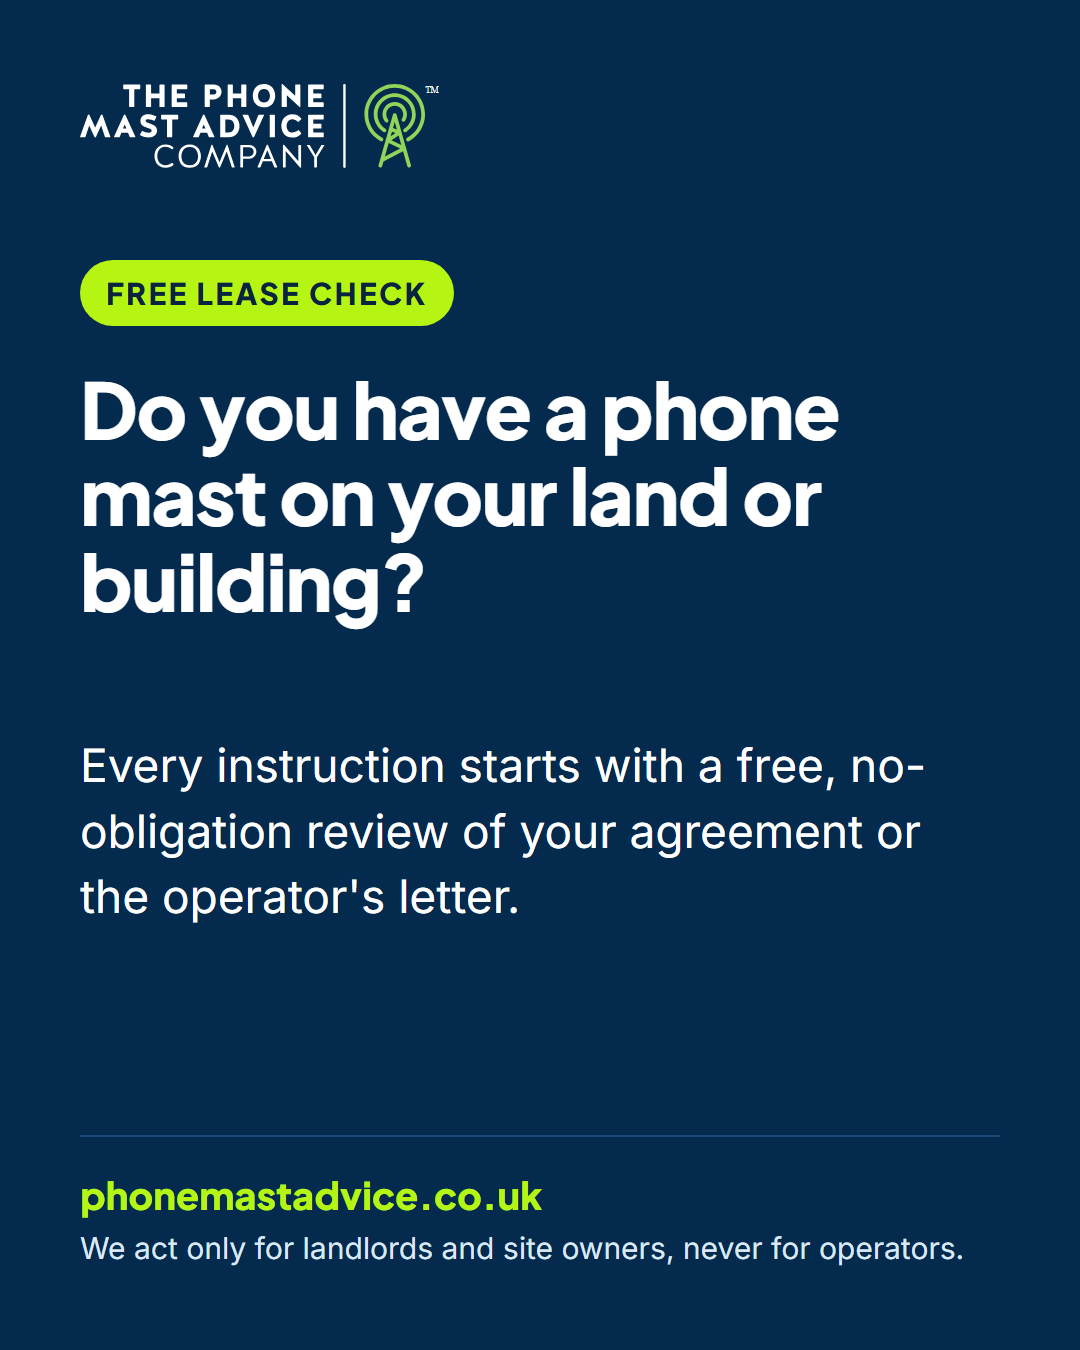 THE PHONE
MAST ADVICE
COMPANY
TM
FREE LEASE CHECK
Do you have a phone
mast on your land or
building?
Every instruction starts with a free, no-
obligation review of your agreement or
the operator's letter.
phonemastadvice.co.uk
We act only for landlords and site owners, never for operators.